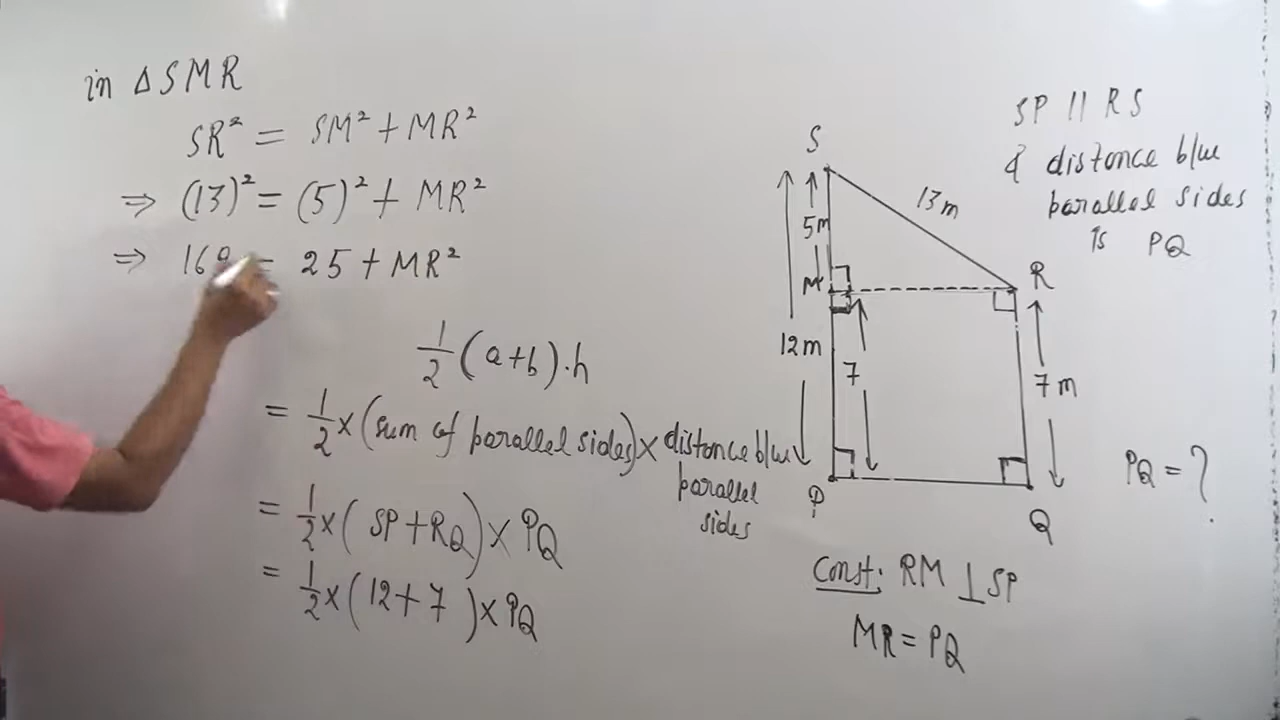 in ∆SMR
SR² = SM² + MR²
⇒ (13)² = (5)² + MR²
⇒ 169 = 25 + MR²
1/2 (a+b).h
= 1/2 × (sum of parallel sides) × distance b/w
parallel
sides
= 1/2 × (SP + RQ) × PQ
= 1/2 × (12 + 7) × PQ
S
5m
13m
M
R
12m
7
7m
P
Q
SP || RS
& distance b/w
parallel sides
is PQ
PQ = ?
Const: RM ⊥ SP
MR = PQ